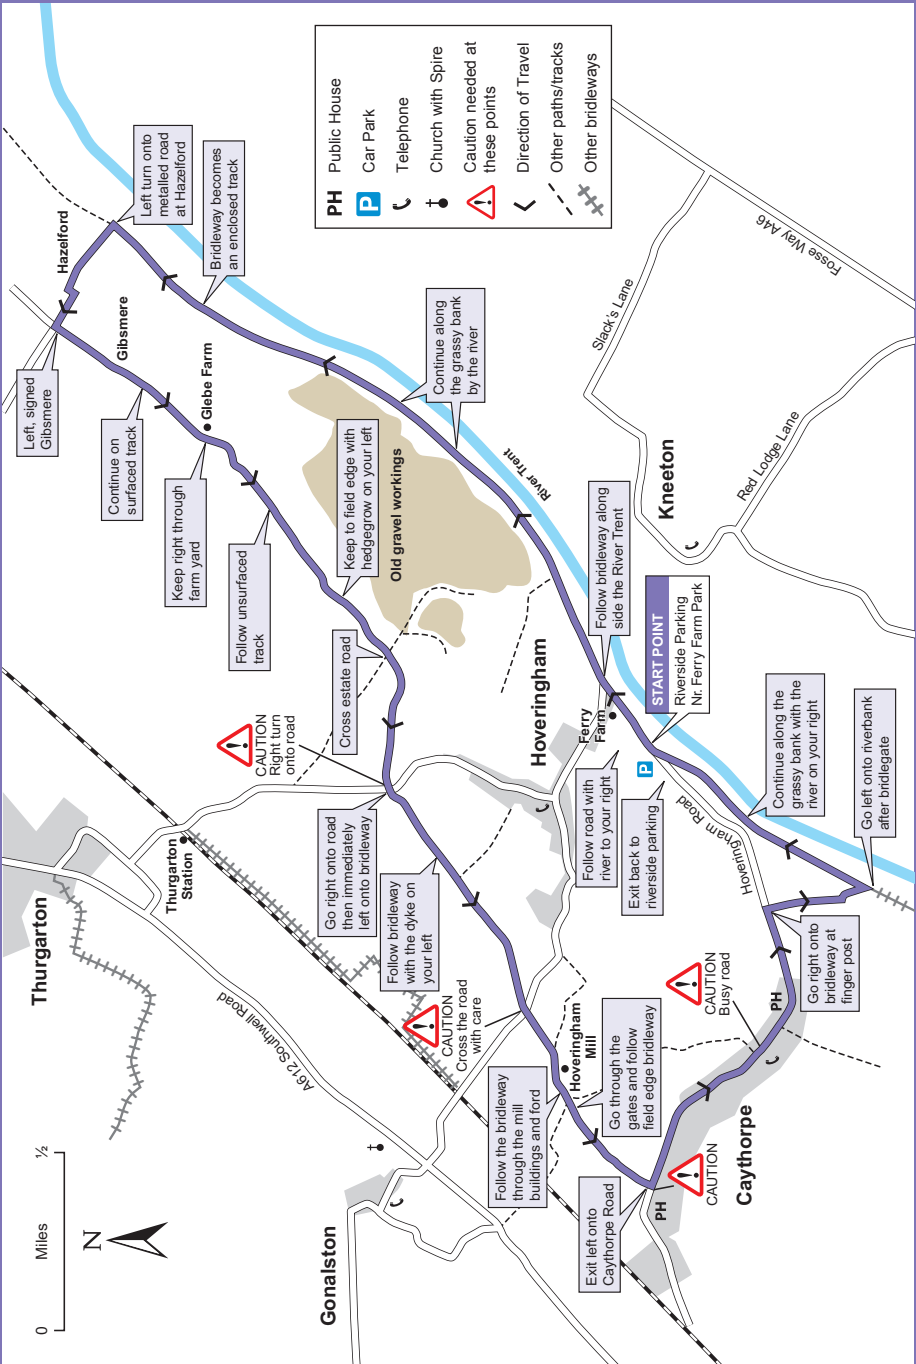 Thurgarton
Gonalston
A612 Southwell Road
Thurgarton
Station
Hoveringham
Hoveringham
Mill
Caythorpe
PH
PH
Hoveringham Road
Ferry
Farm
P
River Trent
Old gravel workings
Glebe Farm
Gibsmere
Hazelford
Kneeton
Slack's Lane
Red Lodge Lane
Fosse Way A46
START POINT
Riverside Parking
Nr. Ferry Farm Park
Follow bridleway along
side the River Trent
Continue along
the grassy bank
by the river
Bridleway becomes
an enclosed track
Left turn onto
metalled road
at Hazelford
Left, signed
Gibsmere
Continue on
surfaced track
Keep right through
farm yard
Follow unsurfaced
track
Keep to field edge with
hedgegrow on your left
Cross estate road
CAUTION
Right turn
onto road
Go right onto road
then immediately
left onto bridleway
Follow bridleway
with the dyke on
your left
CAUTION
Cross the road
with care
Follow the bridleway
through the mill
buildings and ford
Go through the
gates and follow
field edge bridleway
Exit left onto
Caythorpe Road
CAUTION
CAUTION
Busy road
Go right onto
bridleway at
finger post
Go left onto riverbank
after bridlegate
Continue along the
grassy bank with the
river on your right
Exit back to
riverside parking
Follow road with
river to your right
PH Public House
P Car Park
Telephone
Church with Spire
Caution needed at
these points
Direction of Travel
Other paths/tracks
Other bridleways
0 Miles ½
N